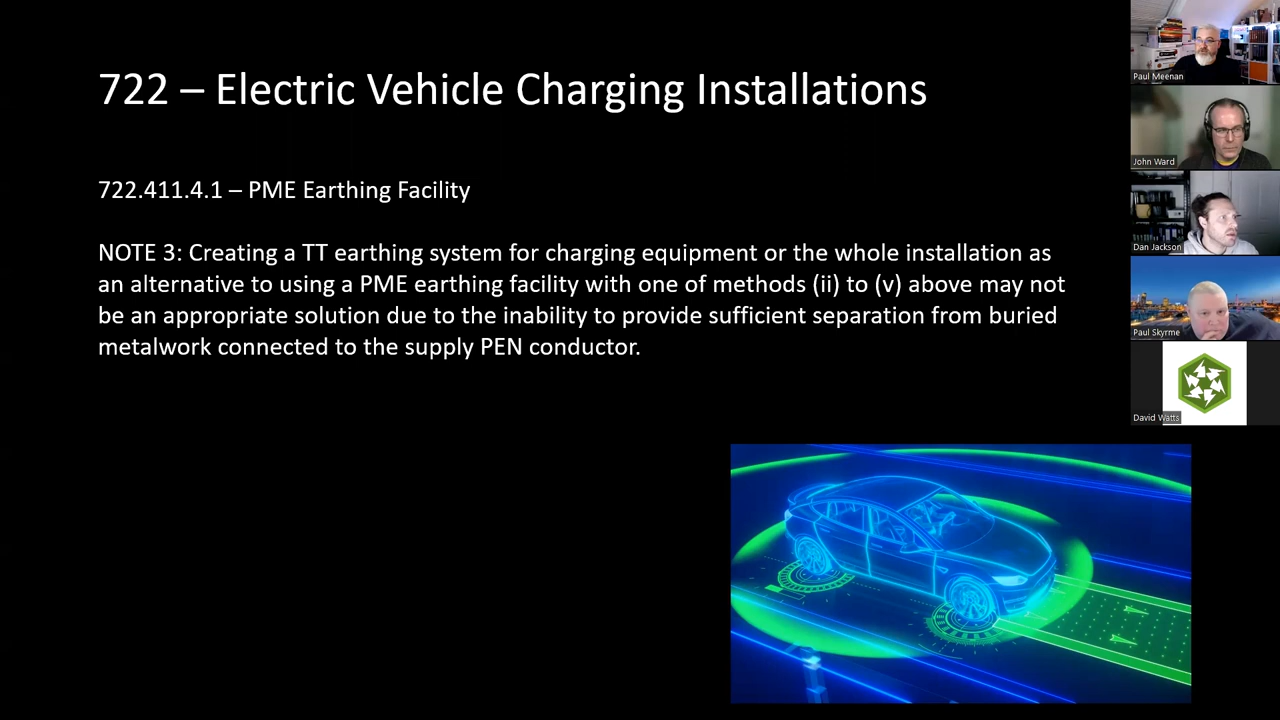 722 – Electric Vehicle Charging Installations
722.411.4.1 – PME Earthing Facility
NOTE 3: Creating a TT earthing system for charging equipment or the whole installation as
an alternative to using a PME earthing facility with one of methods (ii) to (v) above may not
be an appropriate solution due to the inability to provide sufficient separation from buried
metalwork connected to the supply PEN conductor.
Paul Meenan
John Ward
Dan Jackson
Paul Skyrme
David Watts